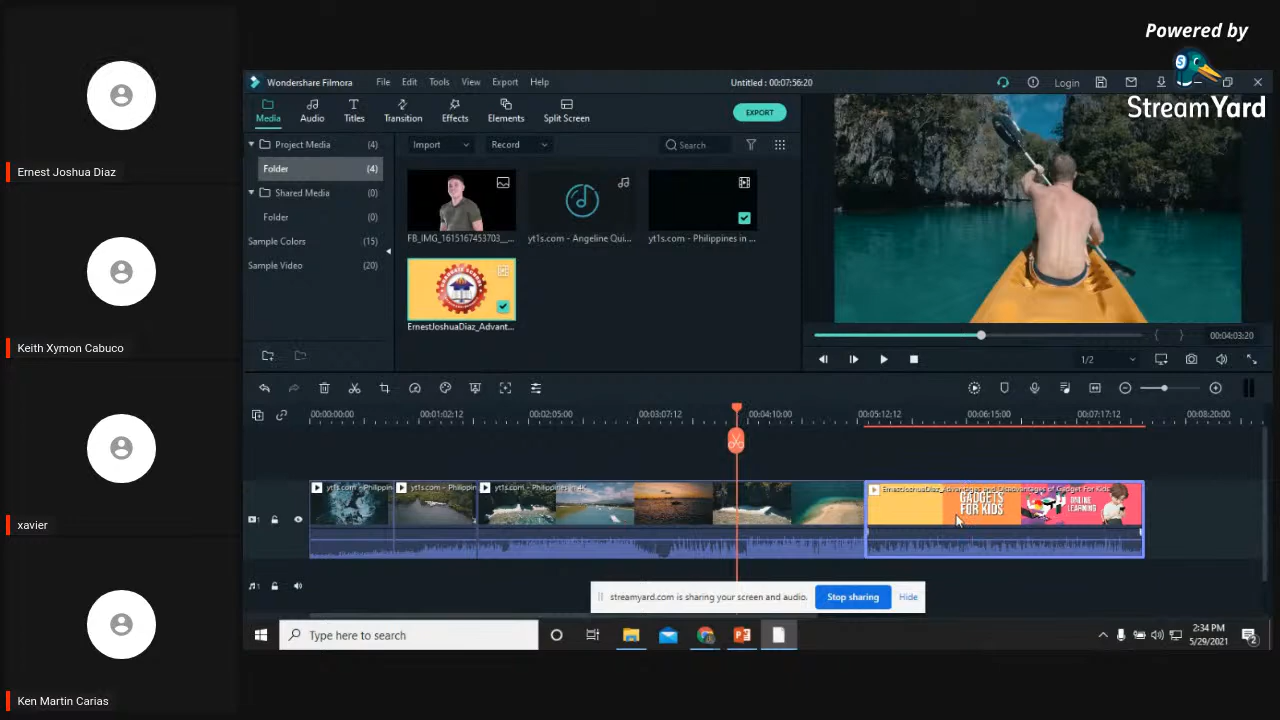 Powered by
StreamYard
Ernest Joshua Diaz
Keith Xymon Cabuco
xavier
Ken Martin Carias
Wondershare Filmora
File Edit Tools View Export Help
Untitled : 00:07:56:20
Login
Media Audio Titles Transition Effects Elements Split Screen
EXPORT
Project Media (4)
Folder (4)
Shared Media (0)
Folder (0)
Sample Colors (15)
Sample Video (20)
Import Record Search
FB_IMG_1615167453703__...
yt1s.com - Angeline Qui...
yt1s.com - Philippines in ...
ErnestJoshuaDiaz_Advant...
00:04:03:20
1/2
00:00:00:00 00:01:02:12 00:02:05:00 00:03:07:12 00:04:10:00 00:05:12:12 00:06:15:00 00:07:17:12 00:08:20:00
yt1s.com - Philippin
yt1s.com - Philippin
yt1s.com - Philippines in 4K
ErnestJoshuaDiaz_Advantages and Disadvantages of Gadget For Kids
GADGETS
FOR KIDS
ONLINE
LEARNING
1
1
streamyard.com is sharing your screen and audio.
Stop sharing
Hide
Type here to search
2:34 PM
5/29/2021
2